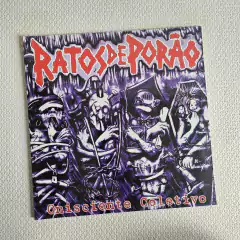 RATOS DE PORÃO
Onisciente Coletivo